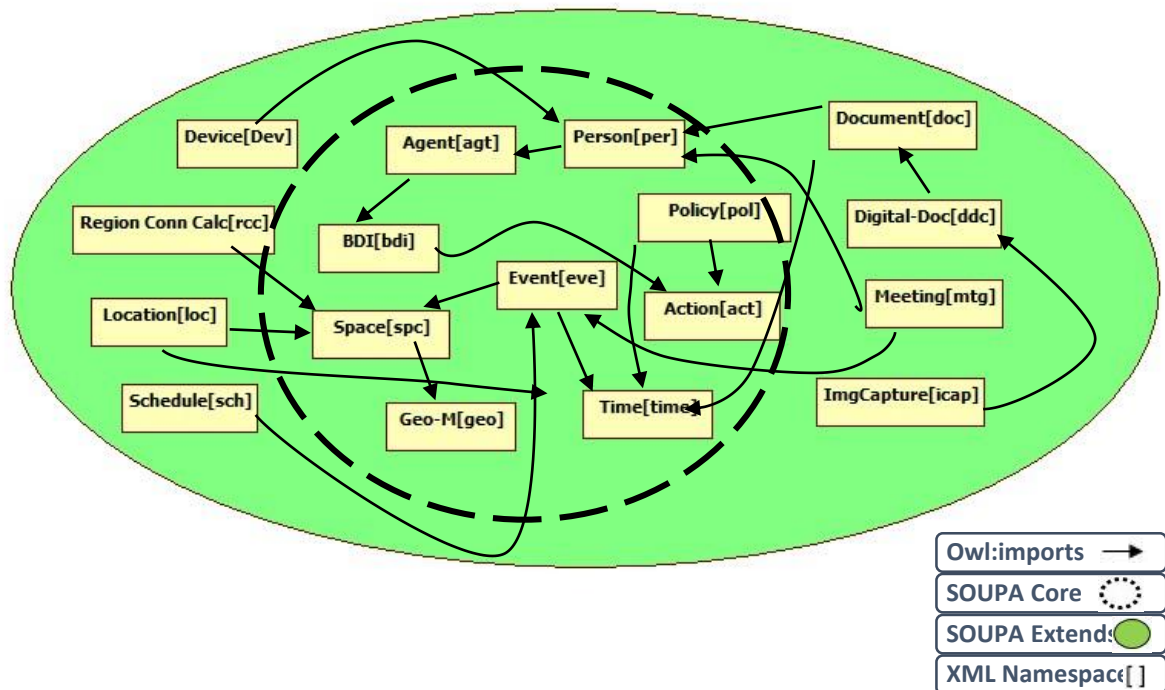 Device[Dev]
Agent[agt]
Person[per]
Document[doc]
Region Conn Calc[rcc]
BDI[bdi]
Policy[pol]
Digital-Doc[ddc]
Event[eve]
Location[loc]
Space[spc]
Action[act]
Meeting[mtg]
Schedule[sch]
Geo-M[geo]
Time[time]
ImgCapture[icap]
Owl:imports
SOUPA Core
SOUPA Extends
XML Namespace[ ]